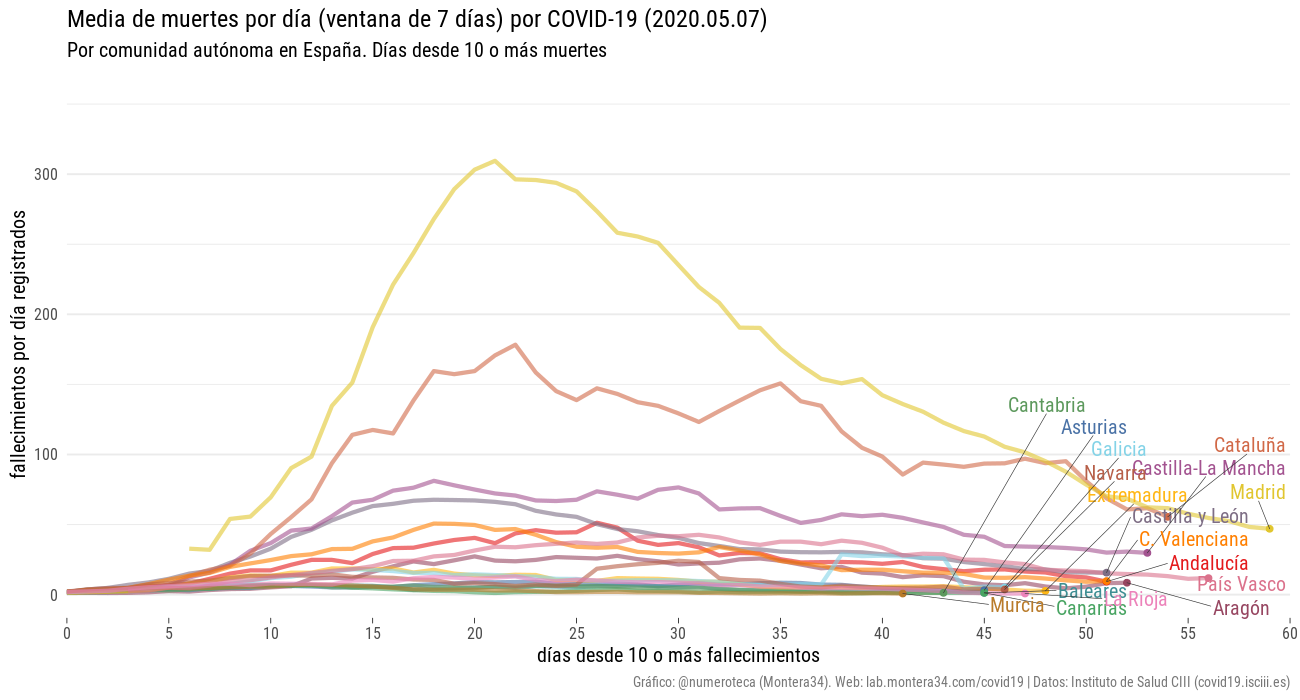 Media de muertes por día (ventana de 7 días) por COVID-19 (2020.05.07)
Por comunidad autónoma en España. Días desde 10 o más muertes
fallecimientos por día registrados
300
200
100
0
Cantabria
Asturias
Galicia
Cataluña
Navarra
Castilla-La Mancha
Extremadura
Madrid
Castilla y León
C. Valenciana
Andalucía
País Vasco
Baleares
La Rioja
Murcia
Canarias
Aragón
0 5 10 15 20 25 30 35 40 45 50 55 60
días desde 10 o más fallecimientos
Gráfico: @numeroteca (Montera34). Web: lab.montera34.com/covid19 | Datos: Instituto de Salud CIII (covid19.isciii.es)